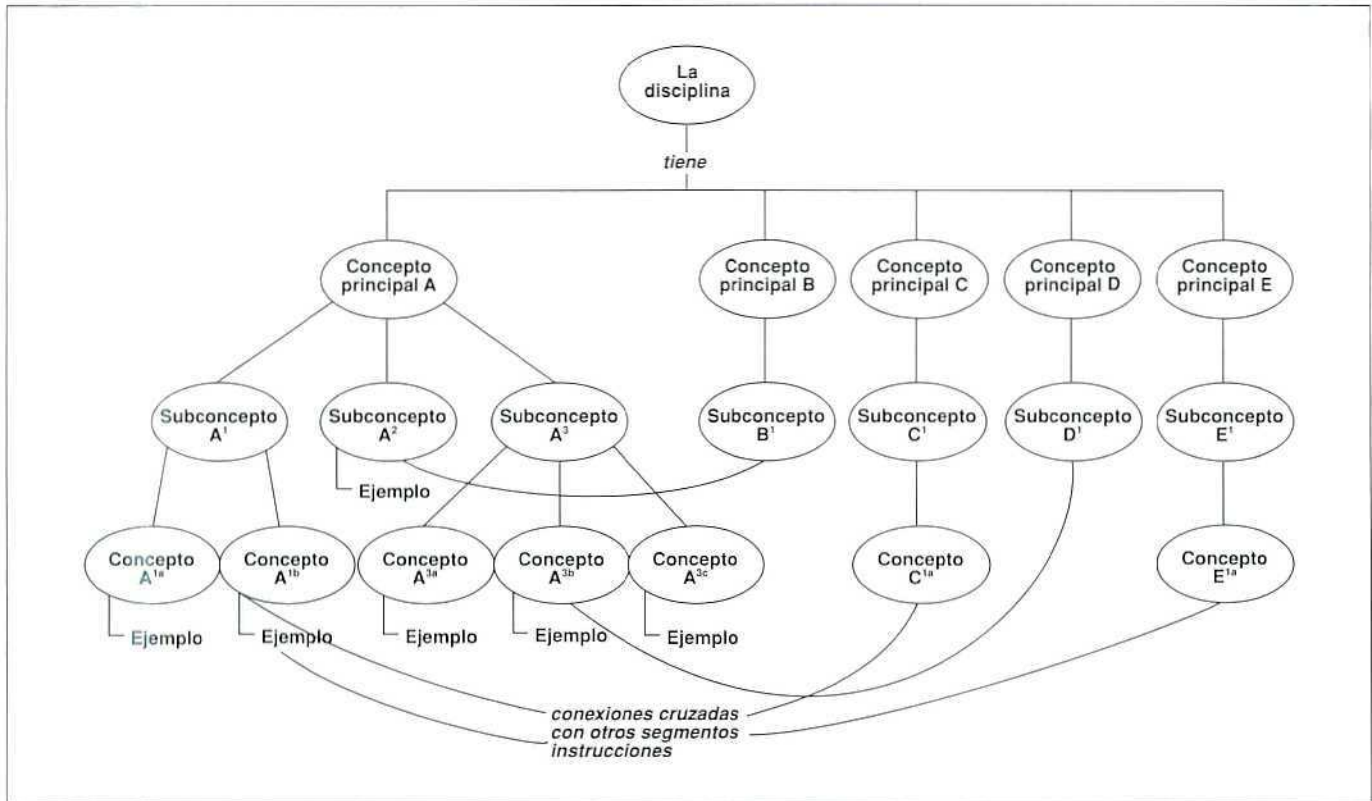 La
disciplina
tiene
Concepto
principal A
Concepto
principal B
Concepto
principal C
Concepto
principal D
Concepto
principal E
Subconcepto
A¹
Subconcepto
A²
Subconcepto
A³
Subconcepto
B¹
Subconcepto
C¹
Subconcepto
D¹
Subconcepto
E¹
Ejemplo
Concepto
A¹ᵃ
Concepto
A¹ᵇ
Concepto
A³ᵃ
Concepto
A³ᵇ
Concepto
A³ᶜ
Concepto
C¹ᵃ
Concepto
E¹ᵃ
Ejemplo
Ejemplo
Ejemplo
Ejemplo
Ejemplo
conexiones cruzadas
con otros segmentos
instrucciones